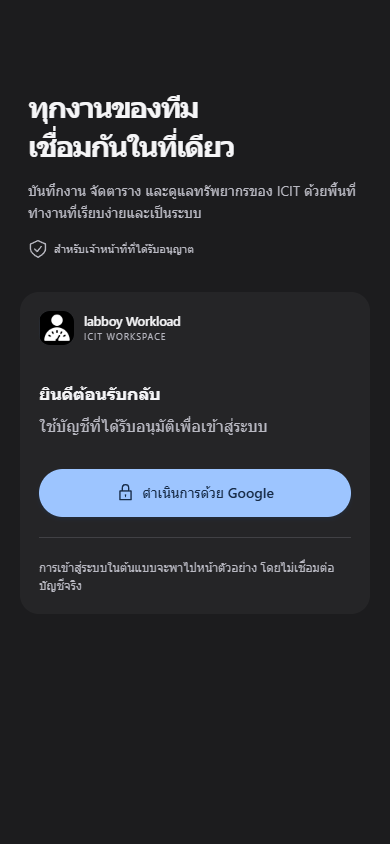 ทุกงานของทีม
เชื่อมกันในที่เดียว
บันทึกงาน จัดตาราง และดูแลทรัพยากรของ ICIT ด้วยพื้นที่
ทำงานที่เรียบง่ายและเป็นระบบ
สำหรับเจ้าหน้าที่ที่ได้รับอนุญาต
labboy Workload
ICIT WORKSPACE
ยินดีต้อนรับกลับ
ใช้บัญชีที่ได้รับอนุมัติเพื่อเข้าสู่ระบบ
ดำเนินการด้วย Google
การเข้าสู่ระบบในต้นแบบจะพาไปหน้าตัวอย่าง โดยไม่เชื่อมต่อ
บัญชีจริง